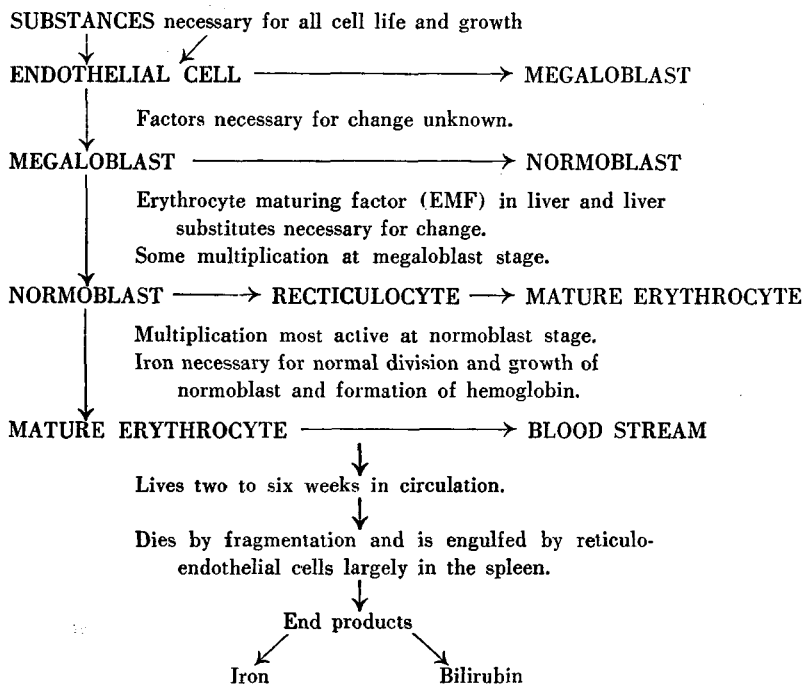 SUBSTANCES necessary for all cell life and growth
ENDOTHELIAL CELL MEGALOBLAST
Factors necessary for change unknown.
MEGALOBLAST NORMOBLAST
Erythrocyte maturing factor (EMF) in liver and liver
substitutes necessary for change.
Some multiplication at megaloblast stage.
NORMOBLAST RECTICULOCYTE MATURE ERYTHROCYTE
Multiplication most active at normoblast stage.
Iron necessary for normal division and growth of
normoblast and formation of hemoglobin.
MATURE ERYTHROCYTE BLOOD STREAM
Lives two to six weeks in circulation.
Dies by fragmentation and is engulfed by reticulo-
endothelial cells largely in the spleen.
End products
Iron Bilirubin